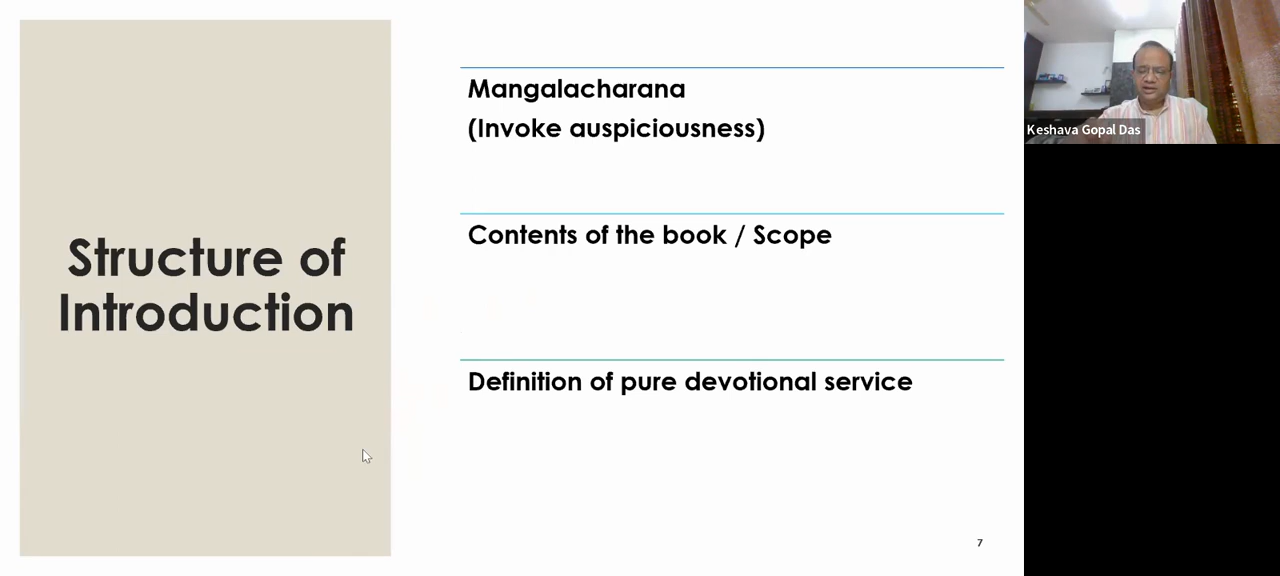 Structure of
Introduction
Mangalacharana
(Invoke auspiciousness)
Contents of the book / Scope
Definition of pure devotional service
7
Keshava Gopal Das